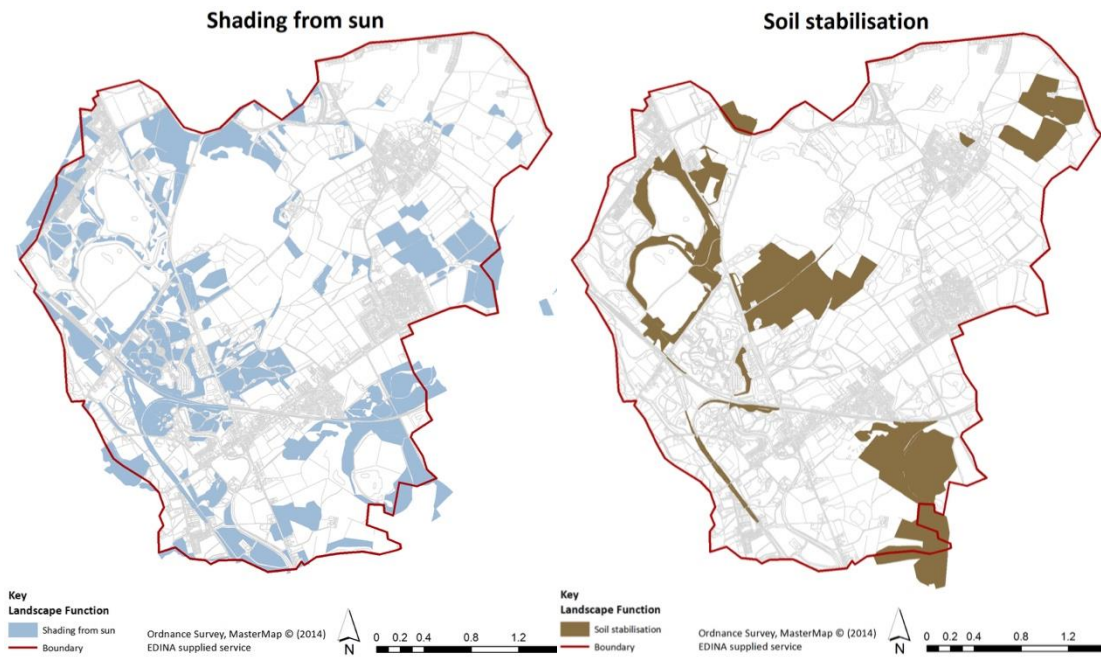 Shading from sun
Key
Landscape Function
Shading from sun
Boundary
Ordnance Survey, MasterMap © (2014)
EDINA supplied service
N
0 0.2 0.4 0.8 1.2
Soil stabilisation
Key
Landscape Function
Soil stabilisation
Boundary
Ordnance Survey, MasterMap © (2014)
EDINA supplied service
N
0 0.2 0.4 0.8 1.2